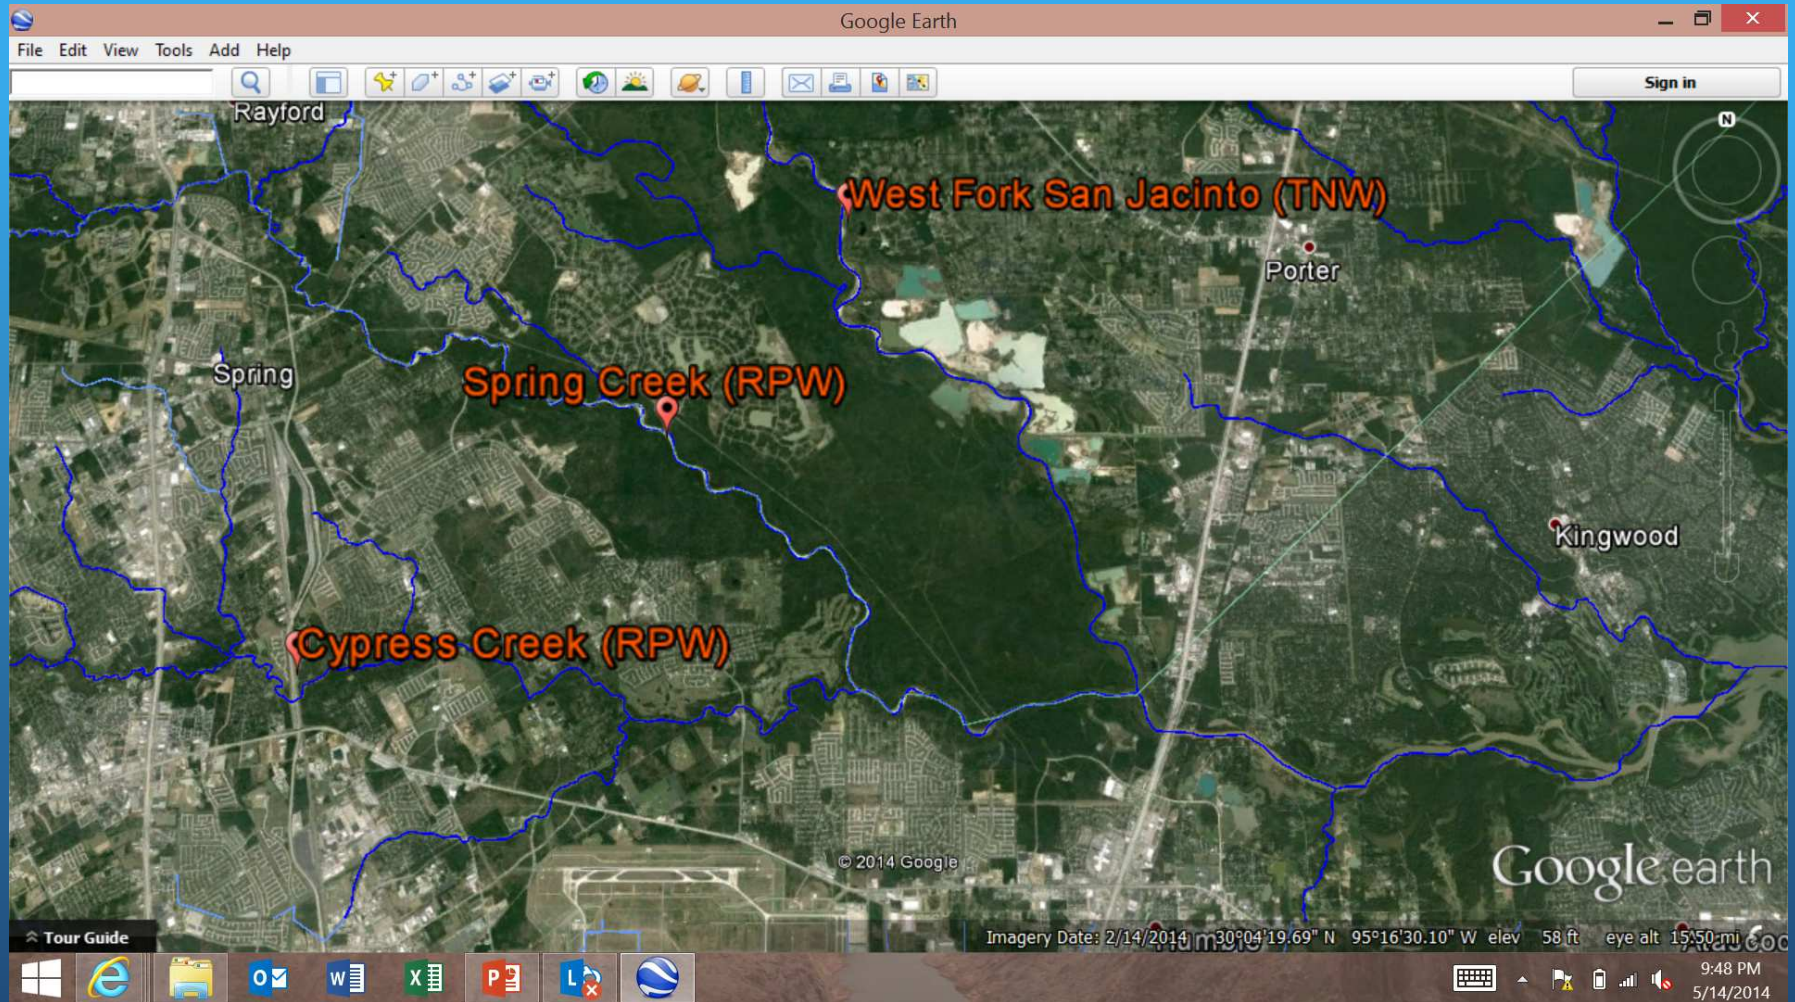 Google Earth
File Edit View Tools Add Help
Sign in
Rayford
N
West Fork San Jacinto (TNW)
Porter
Spring
Spring Creek (RPW)
Kingwood
Cypress Creek (RPW)
© 2014 Google
Google earth
Tour Guide
Imagery Date: 2/14/2014 30°04'19.69" N 95°16'30.10" W elev 58 ft eye alt 15.50 mi
Humble
9:48 PM
5/14/2014